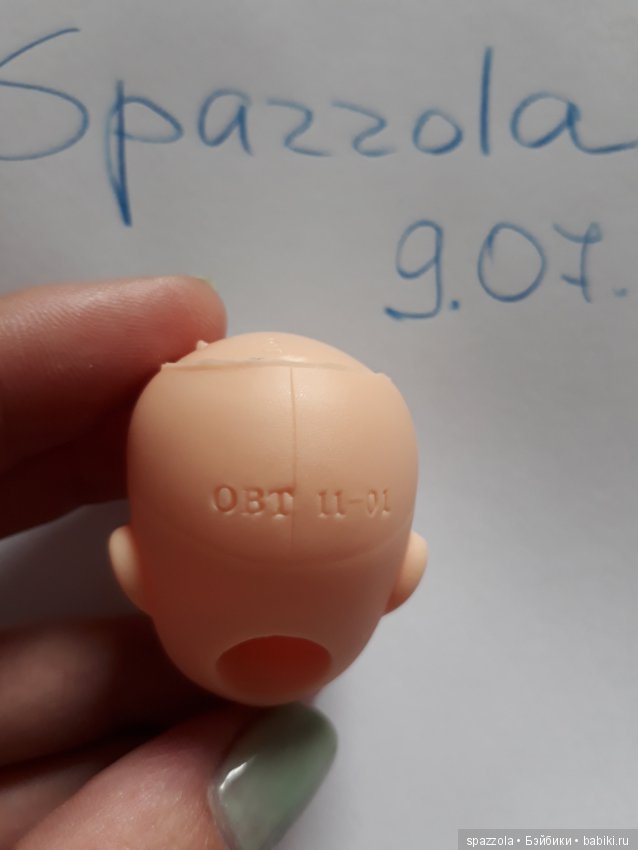 Spazzola
9.07.
OBT 11-01
spazzola • Бэйбики • babiki.ru